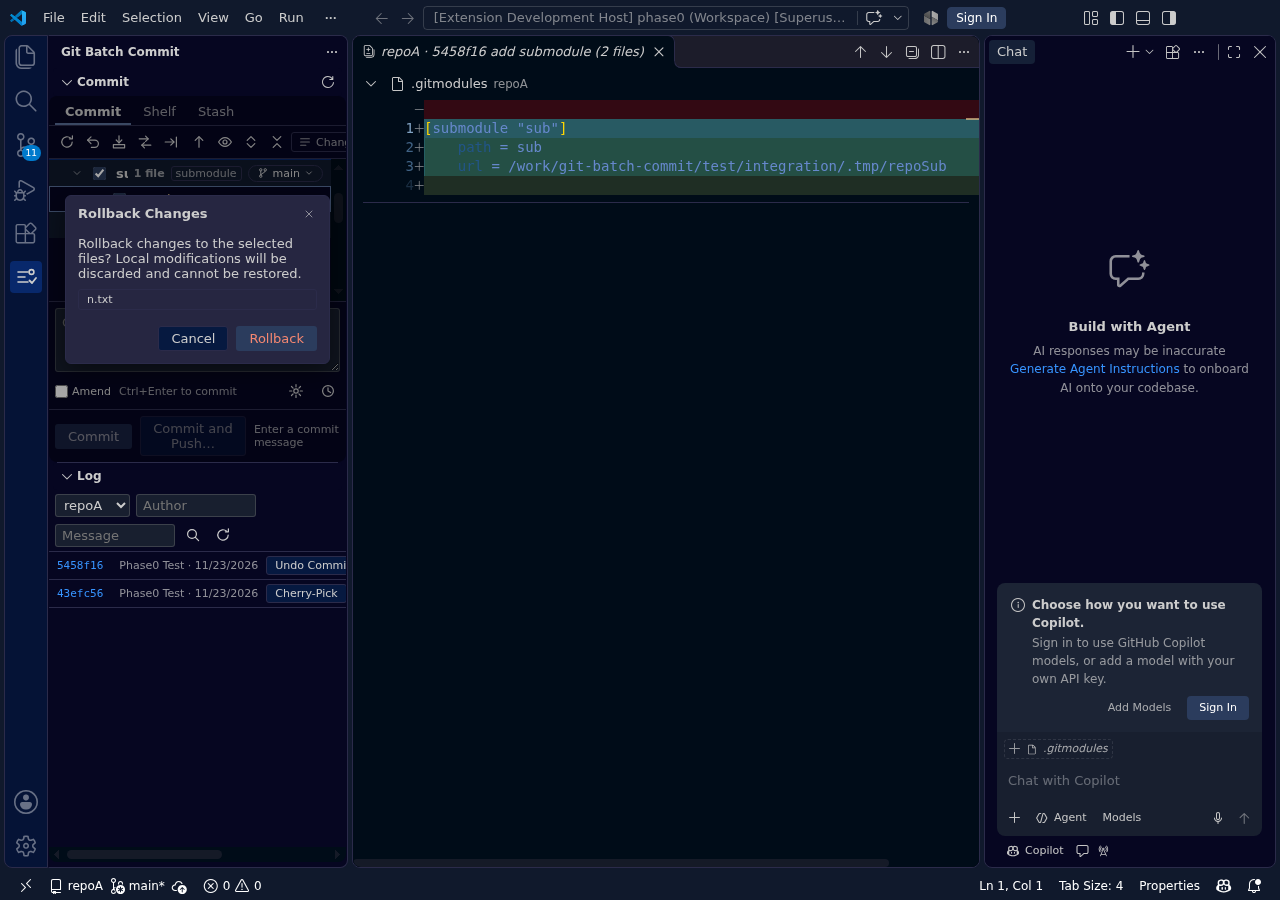 File Edit Selection View Go Run ···
[Extension Development Host] phase0 (Workspace) [Superus...
Sign In
Git Batch Commit
Commit
Commit Shelf Stash
1 file submodule main
Rollback Changes
Rollback changes to the selected
files? Local modifications will be
discarded and cannot be restored.
n.txt
Cancel Rollback
Amend Ctrl+Enter to commit
Commit
Commit and
Push...
Enter a commit
message
Log
repoA Author
Message
5458f16 Phase0 Test · 11/23/2026 Undo Commi
43efc56 Phase0 Test · 11/23/2026 Cherry-Pick
11
repoA · 5458f16 add submodule (2 files)
.gitmodules repoA
1+[submodule "sub"]
2+ path = sub
3+ url = /work/git-batch-commit/test/integration/.tmp/repoSub
4+
Chat
Build with Agent
AI responses may be inaccurate
Generate Agent Instructions to onboard
AI onto your codebase.
Choose how you want to use
Copilot.
Sign in to use GitHub Copilot
models, or add a model with your
own API key.
Add Models Sign In
.gitmodules
Chat with Copilot
Agent Models
Copilot
repoA main* 0 0
Ln 1, Col 1 Tab Size: 4 Properties